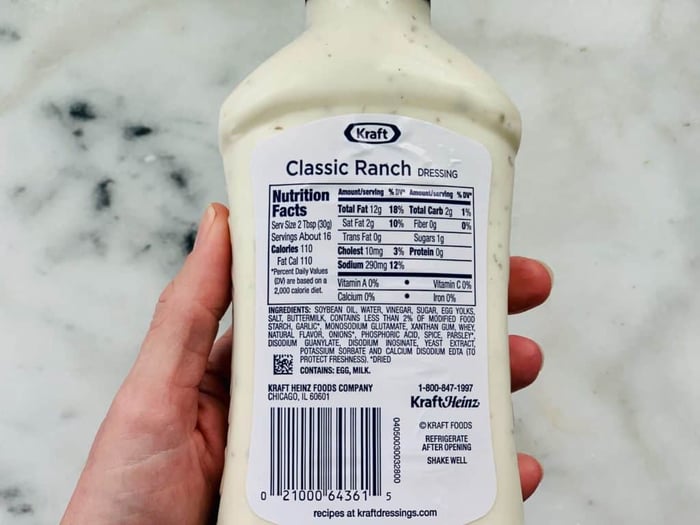 Kraft
Classic Ranch DRESSING
Nutrition Facts
Serv Size 2 Tbsp (30g)
Servings About 16
Calories 110
Fat Cal 110
*Percent Daily Values
(DV) are based on a
2,000 calorie diet.
Amount/serving %DV* Amount/serving %DV*
Total Fat 12g 18% Total Carb 2g 1%
Sat Fat 2g 10% Fiber 0g 0%
Trans Fat 0g Sugars 1g
Cholest 10mg 3% Protein 0g
Sodium 290mg 12%
Vitamin A 0% • Vitamin C 0%
Calcium 0% • Iron 0%
INGREDIENTS: SOYBEAN OIL, WATER, VINEGAR, SUGAR, EGG YOLKS,
SALT, BUTTERMILK, CONTAINS LESS THAN 2% OF MODIFIED FOOD
STARCH, GARLIC*, MONOSODIUM GLUTAMATE, XANTHAN GUM, WHEY,
NATURAL FLAVOR, ONIONS*, PHOSPHORIC ACID, SPICE, PARSLEY*,
DISODIUM GUANYLATE, DISODIUM INOSINATE, YEAST EXTRACT,
POTASSIUM SORBATE AND CALCIUM DISODIUM EDTA (TO
PROTECT FRESHNESS). *DRIED
CONTAINS: EGG, MILK.
KRAFT HEINZ FOODS COMPANY
CHICAGO, IL 60601
1-800-847-1997
KraftHeinz
© KRAFT FOODS
REFRIGERATE
AFTER OPENING
SHAKE WELL
04050030032800
0 21000 64361 5
recipes at kraftdressings.com